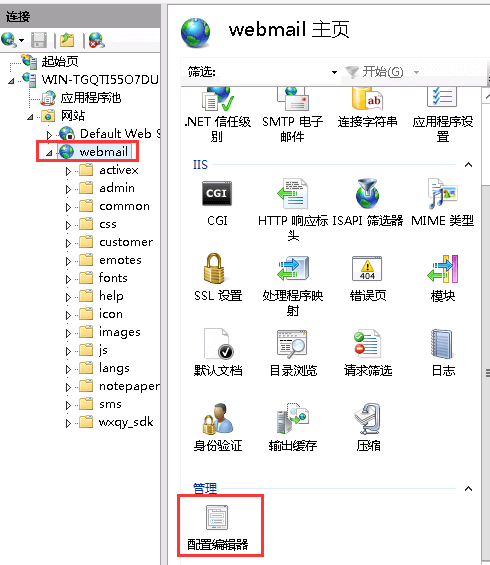 连接
起始页
WIN-TGQTI55O7DU
应用程序池
网站
Default Web S
webmail
activex
admin
common
css
customer
emotes
fonts
help
icon
images
js
langs
notepaper
sms
wxqy_sdk
webmail 主页
筛选:
开始(G)
.NET 信任级
别
SMTP 电子
邮件
连接字符串
应用程序设
置
IIS
CGI
CGI
HTTP 响应标
头
ISAPI 筛选器
MIME 类型
SSL 设置
处理程序映
射
404
错误页
模块
默认文档
目录浏览
请求筛选
日志
身份验证
输出缓存
压缩
管理
配置编辑器